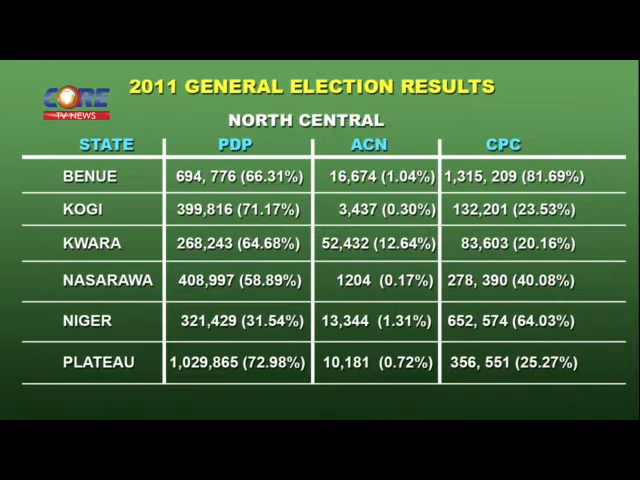 CORE
TV NEWS
2011 GENERAL ELECTION RESULTS
NORTH CENTRAL
STATE PDP ACN CPC
BENUE 694, 776 (66.31%) 16,674 (1.04%) 1,315, 209 (81.69%)
KOGI 399,816 (71.17%) 3,437 (0.30%) 132,201 (23.53%)
KWARA 268,243 (64.68%) 52,432 (12.64%) 83,603 (20.16%)
NASARAWA 408,997 (58.89%) 1204 (0.17%) 278, 390 (40.08%)
NIGER 321,429 (31.54%) 13,344 (1.31%) 652, 574 (64.03%)
PLATEAU 1,029,865 (72.98%) 10,181 (0.72%) 356, 551 (25.27%)